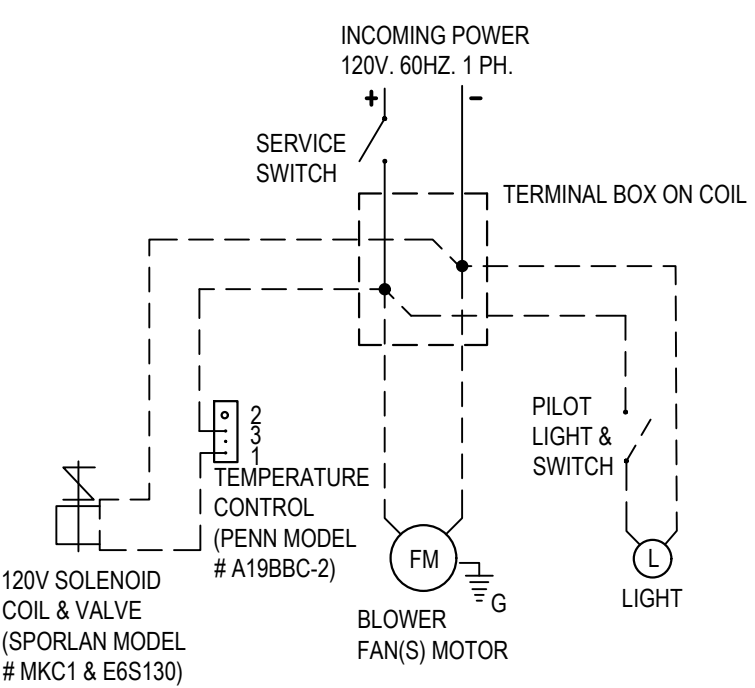 INCOMING POWER
120V. 60HZ. 1 PH.
+
-
SERVICE
SWITCH
TERMINAL BOX ON COIL
2
3
1
TEMPERATURE
CONTROL
(PENN MODEL
# A19BBC-2)
PILOT
LIGHT &
SWITCH
120V SOLENOID
COIL & VALVE
(SPORLAN MODEL
# MKC1 & E6S130)
FM
G
BLOWER
FAN(S) MOTOR
L
LIGHT